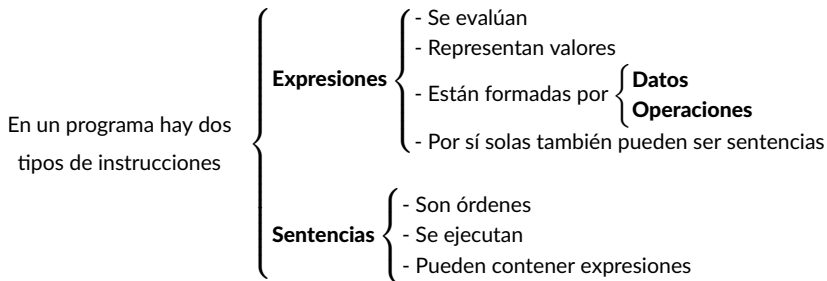 En un programa hay dos
tipos de instrucciones
Expresiones
- Se evalúan
- Representan valores
- Están formadas por
Datos
Operaciones
- Por sí solas también pueden ser sentencias
Sentencias
- Son órdenes
- Se ejecutan
- Pueden contener expresiones